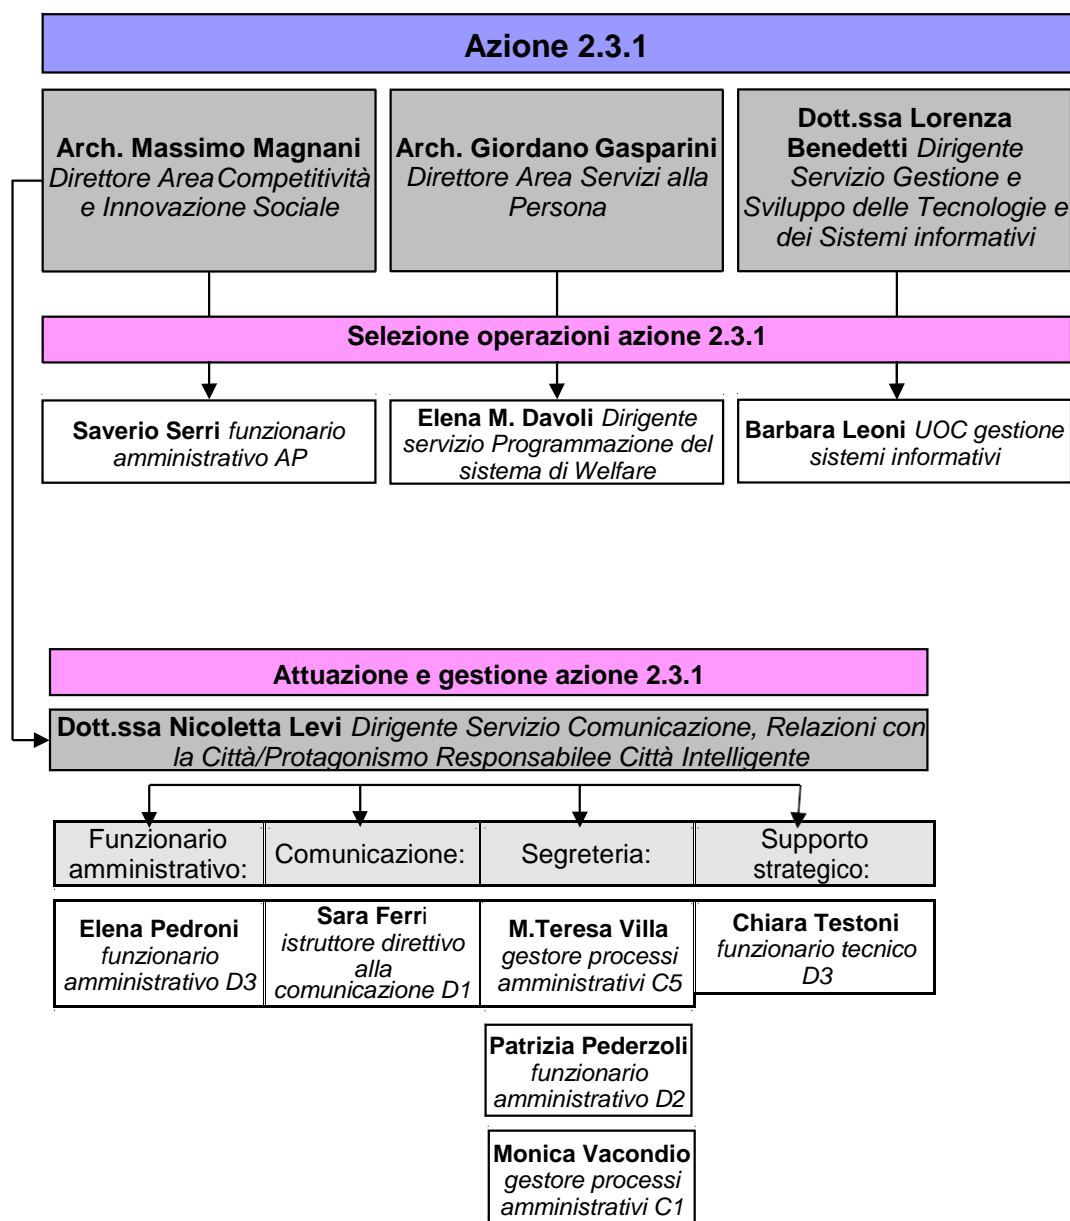 Azione 2.3.1
Arch. Massimo Magnani
Direttore Area Competitività
e Innovazione Sociale
Arch. Giordano Gasparini
Direttore Area Servizi alla
Persona
Dott.ssa Lorenza
Benedetti Dirigente
Servizio Gestione e
Sviluppo delle Tecnologie e
dei Sistemi informativi
Selezione operazioni azione 2.3.1
Saverio Serri funzionario
amministrativo AP
Elena M. Davoli Dirigente
servizio Programmazione del
sistema di Welfare
Barbara Leoni UOC gestione
sistemi informativi
Attuazione e gestione azione 2.3.1
Dott.ssa Nicoletta Levi Dirigente Servizio Comunicazione, Relazioni con
la Città/Protagonismo Responsabilee Città Intelligente
Funzionario
amministrativo:
Comunicazione:
Segreteria:
Supporto
strategico:
Elena Pedroni
funzionario
amministrativo D3
Sara Ferri
istruttore direttivo
alla
comunicazione D1
M.Teresa Villa
gestore processi
amministrativi C5
Chiara Testoni
funzionario tecnico
D3
Patrizia Pederzoli
funzionario
amministrativo D2
Monica Vacondio
gestore processi
amministrativi C1